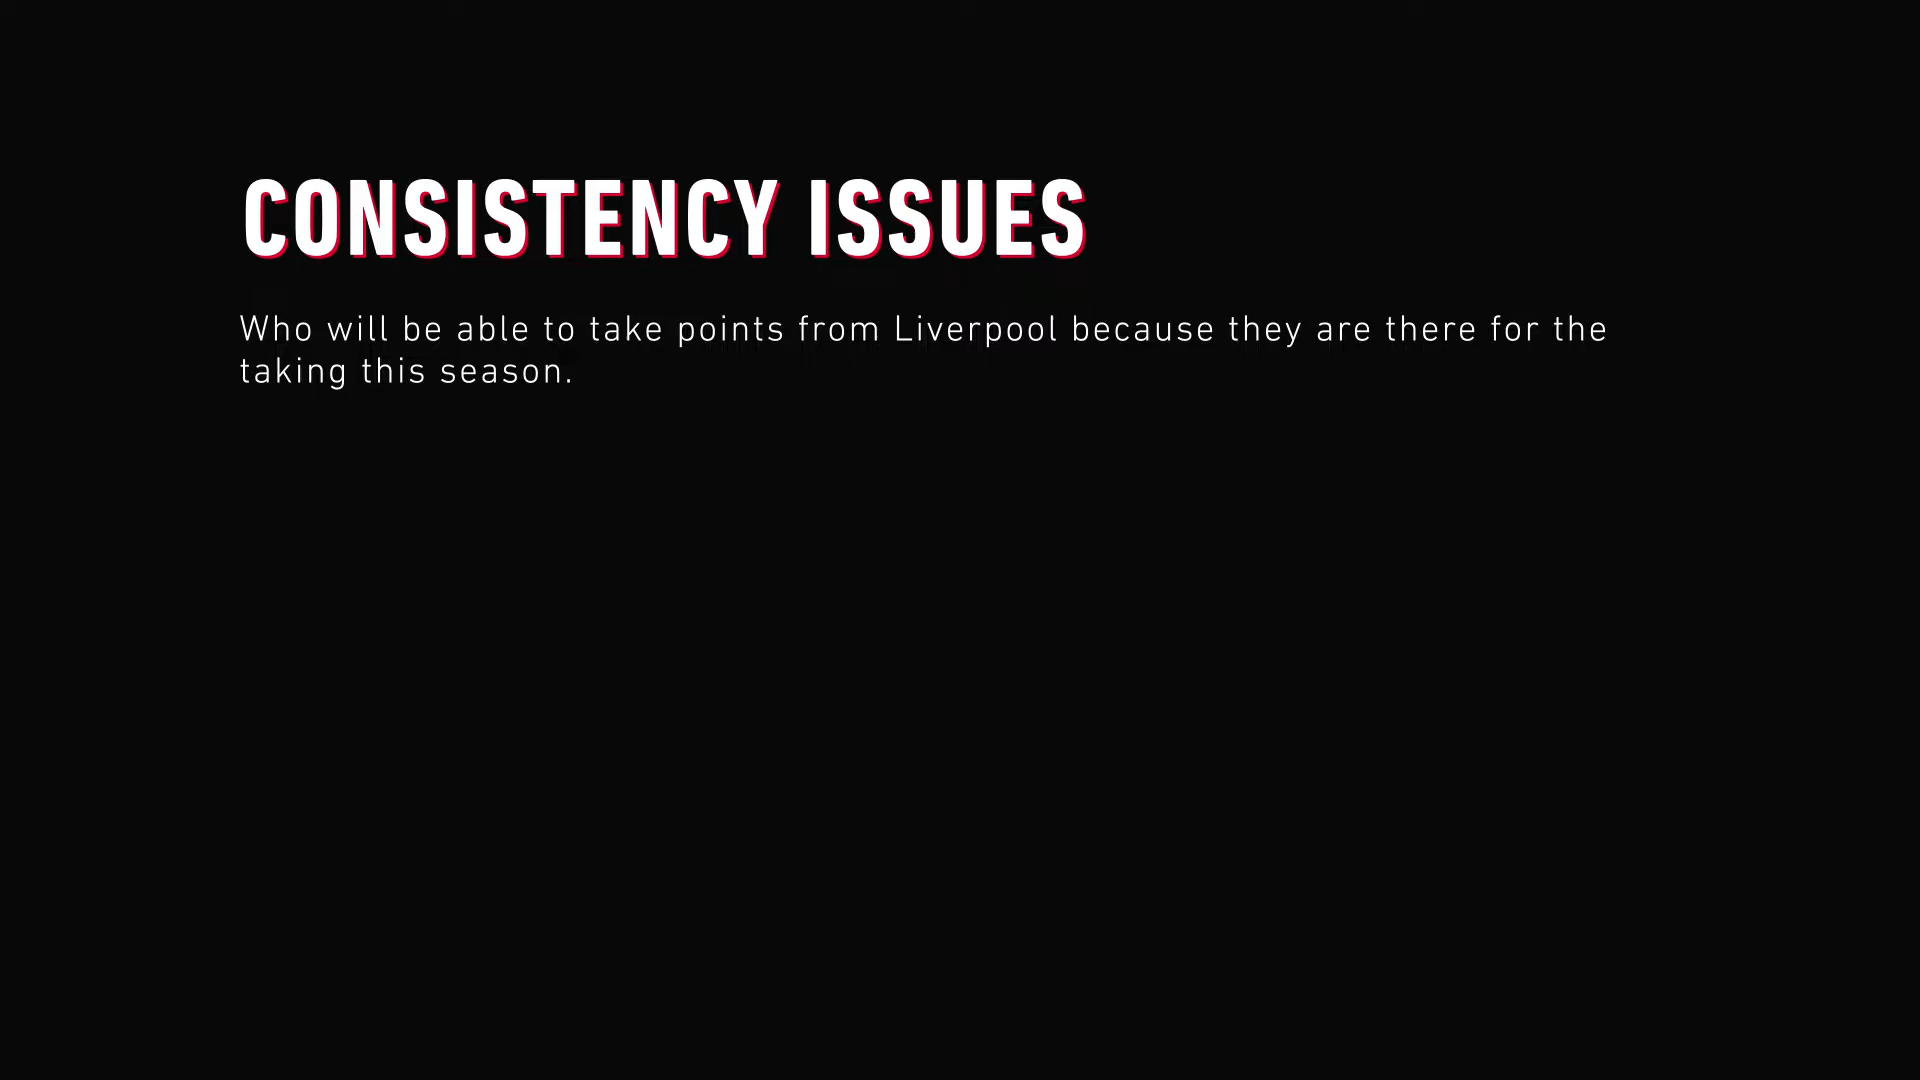 CONSISTENCY ISSUES
Who will be able to take points from Liverpool because they are there for the
taking this season.